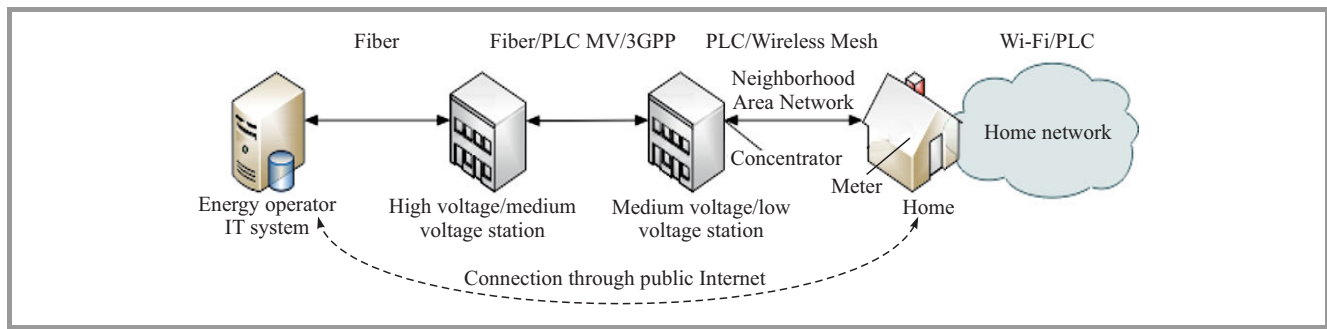 Fiber
Fiber/PLC MV/3GPP
PLC/Wireless Mesh
Wi-Fi/PLC
Neighborhood
Area Network
Home network
Concentrator
Meter
Energy operator
IT system
High voltage/medium
voltage station
Medium voltage/low
voltage station
Home
Connection through public Internet